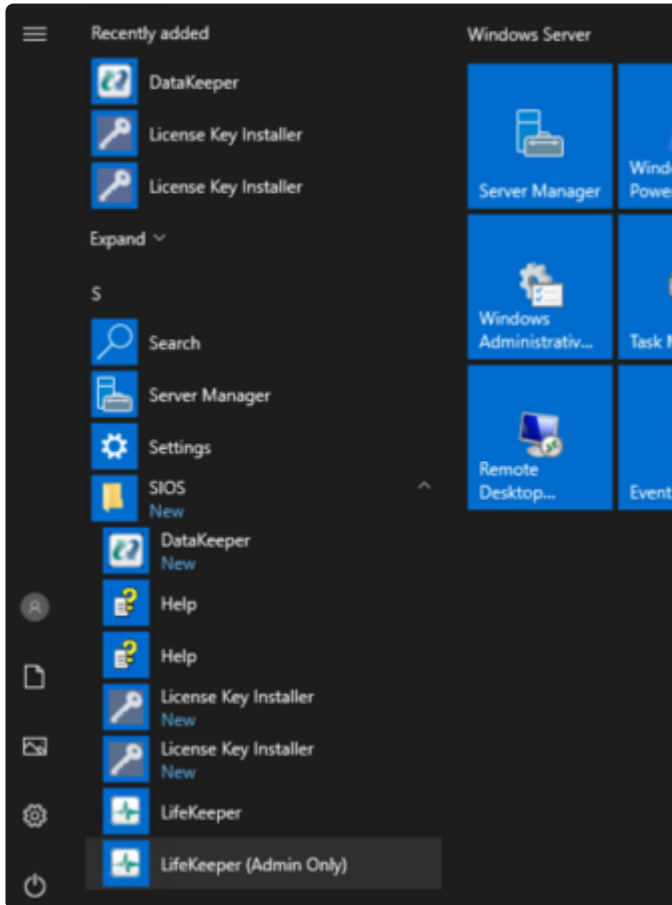 Recently added
DataKeeper
License Key Installer
License Key Installer
Expand
S
Search
Server Manager
Settings
SIOS
New
DataKeeper
New
Help
Help
License Key Installer
New
License Key Installer
New
LifeKeeper
LifeKeeper (Admin Only)
Windows Server
Server Manager
Windows
Administrativ...
Task
Remote
Desktop...
Event